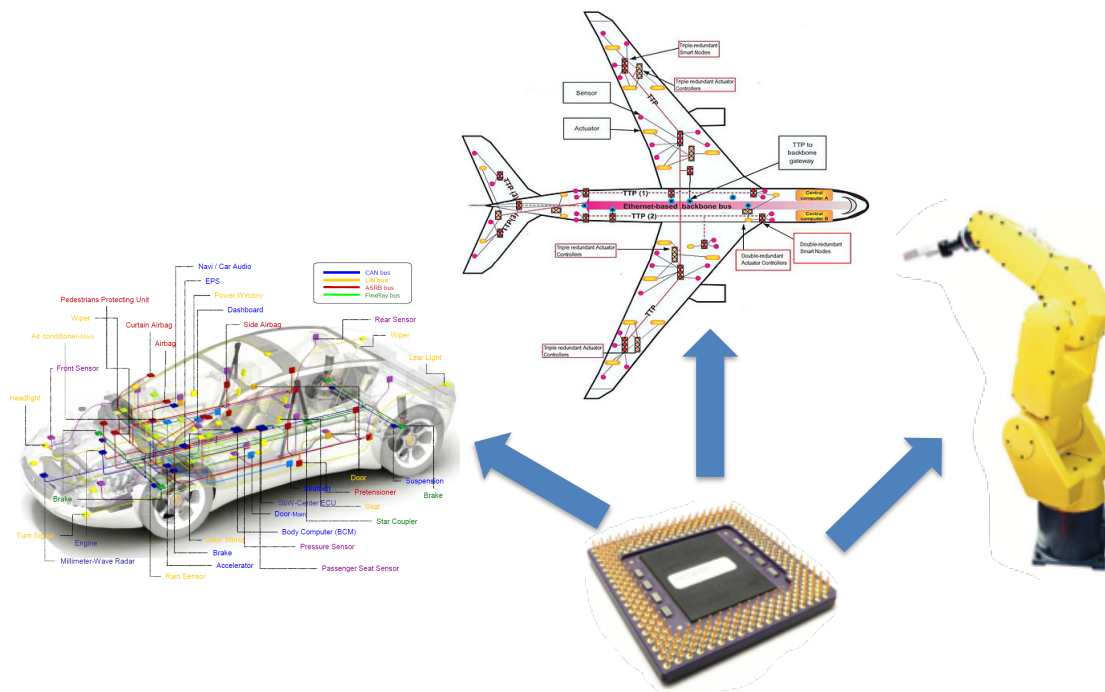 Triple-redundant
Smart Nodes
Triple-redundant Actuator
Controllers
Sensor
Actuator
TTP
TTP to
backbone
gateway
TTP (3)
TTP(3)
TTP (1)
Ethernet-based backbone bus
TTP (2)
Central
computer A
Central
computer B
Triple redundant Actuator
Controllers
Double-redundant
Actuator Controllers
Double-redundant
Smart Nodes
TTP
Triple redundant Actuator
Controllers
CAN bus
LIN bus
ASRB bus
FlexRay bus
Navi / Car Audio
EPS
Power Window
Dashboard
Pedestrians Protecting Unit
Wiper
Curtain Airbag
Side Airbag
Rear Sensor
Air conditioner-Main
Airbag
Wiper
Front Sensor
Lear Light
Headlight
Suspension
Door
Brake
Pretensioner
Brake
SbW-Center ECU
Seat
Door-Main
Star Coupler
Engine
Body Computer (BCM)
Brake
Pressure Sensor
Millimeter-Wave Radar
Accelerator
Passenger Seat Sensor
Rain Sensor